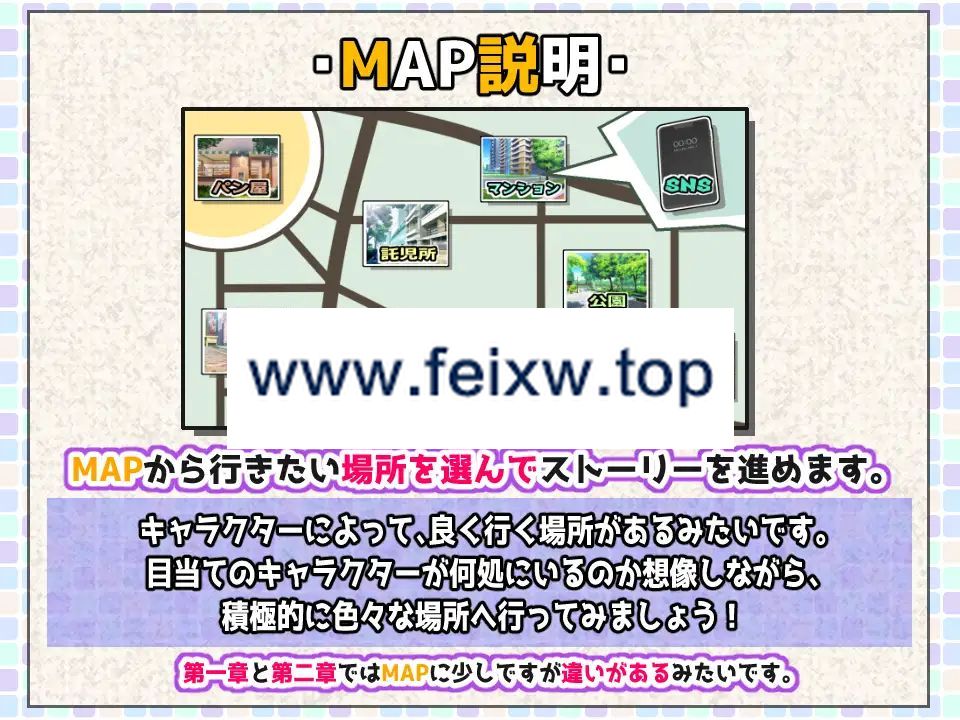 ・MAP説明・
パン屋
マンション
00:00
SNS
託児所
公園
www.feixw.top
MAPから行きたい場所を選んでストーリーを進めます。
キャラクターによって、良く行く場所があるみたいです。
目当てのキャラクターが何処にいるのか想像しながら、
積極的に色々な場所へ行ってみましょう！
第一章と第二章ではMAPに少しですが違いがあるみたいです。